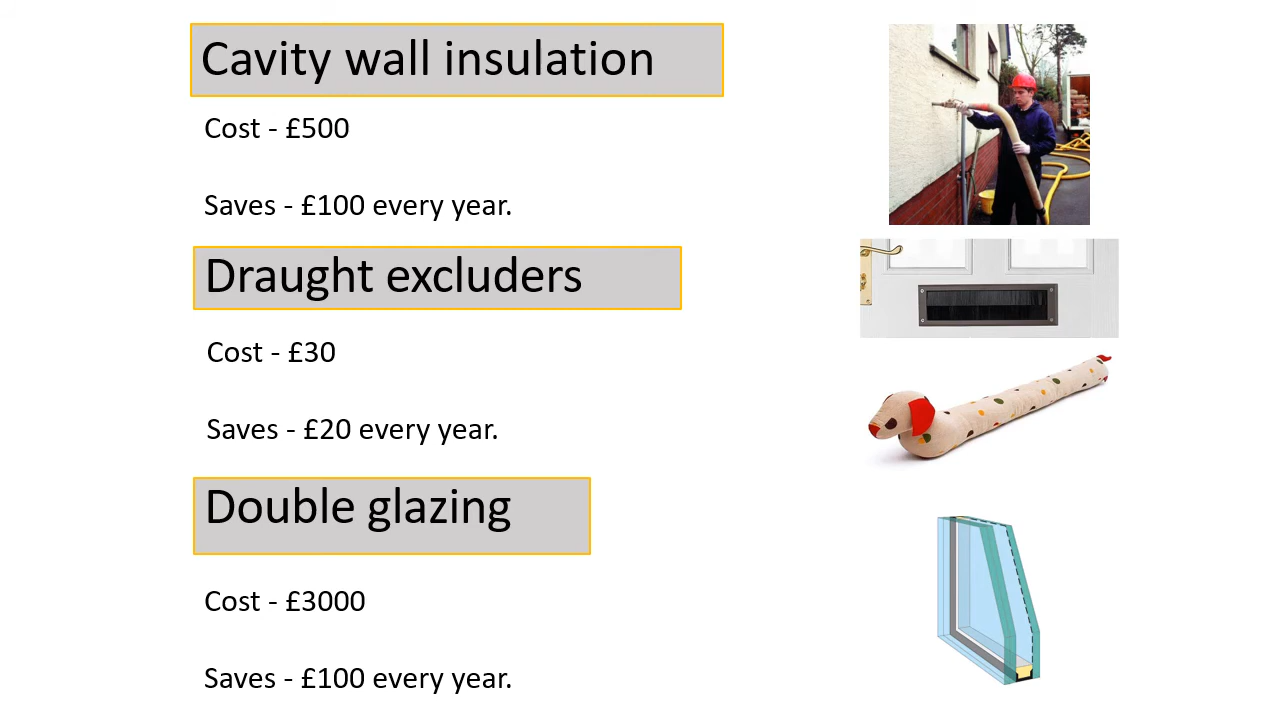 Cavity wall insulation
Cost - £500
Saves - £100 every year.
Draught excluders
Cost - £30
Saves - £20 every year.
Double glazing
Cost - £3000
Saves - £100 every year.